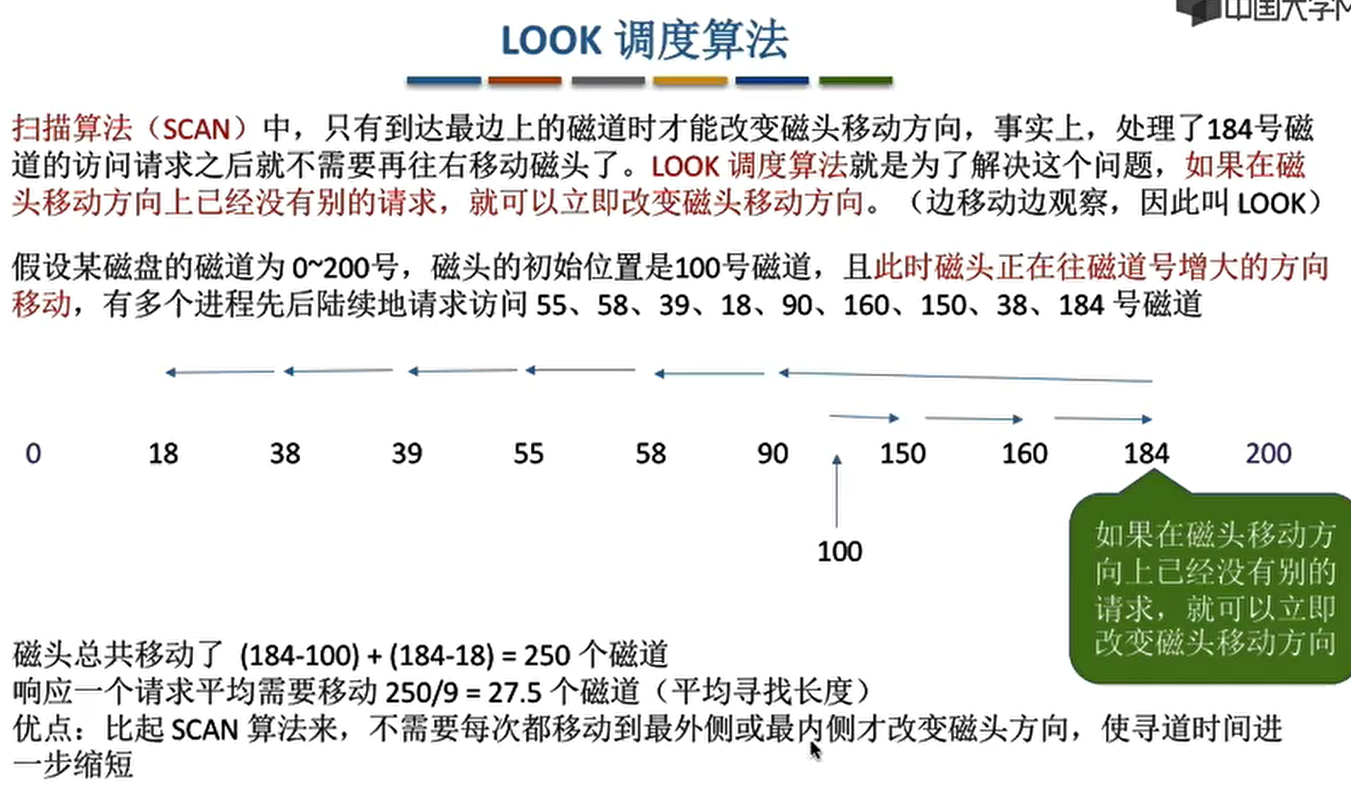 中国大学M
LOOK 调度算法
扫描算法（SCAN）中，只有到达最边上的磁道时才能改变磁头移动方向，事实上，处理了184号磁
道的访问请求之后就不需要再往右移动磁头了。LOOK 调度算法就是为了解决这个问题，如果在磁
头移动方向上已经没有别的请求，就可以立即改变磁头移动方向。（边移动边观察，因此叫 LOOK）
假设某磁盘的磁道为 0~200号，磁头的初始位置是100号磁道，且此时磁头正在往磁道号增大的方向
移动，有多个进程先后陆续地请求访问 55、58、39、18、90、160、150、38、184 号磁道
0 18 38 39 55 58 90 150 160 184 200
100
如果在磁头移动方
向上已经没有别的
请求，就可以立即
改变磁头移动方向
磁头总共移动了 (184-100) + (184-18) = 250 个磁道
响应一个请求平均需要移动 250/9 = 27.5 个磁道（平均寻找长度）
优点：比起 SCAN 算法来，不需要每次都移动到最外侧或最内侧才改变磁头方向，使寻道时间进
一步缩短